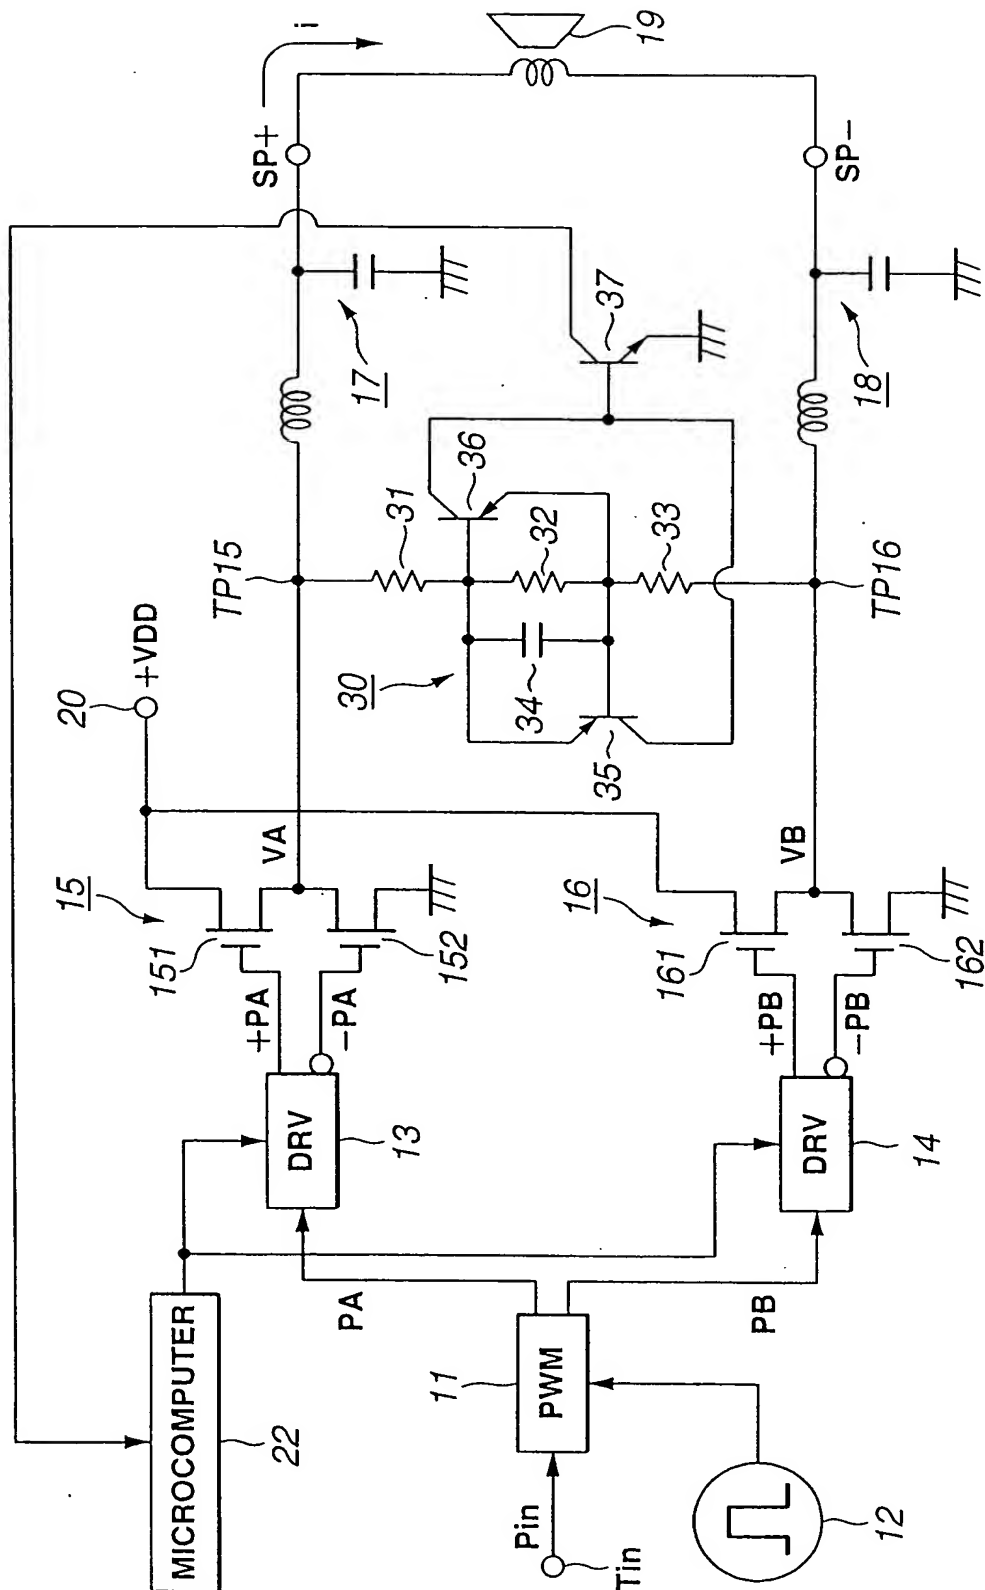 MICROCOMPUTER
22
Pin
Tin
PWM
11
12
PA
PB
DRV
13
DRV
14
+PA
-PA
+PB
-PB
15
151
152
16
161
162
VA
VB
20
+VDD
TP15
TP16
30
31
32
33
34
35
36
37
17
18
SP+
SP-
i
19